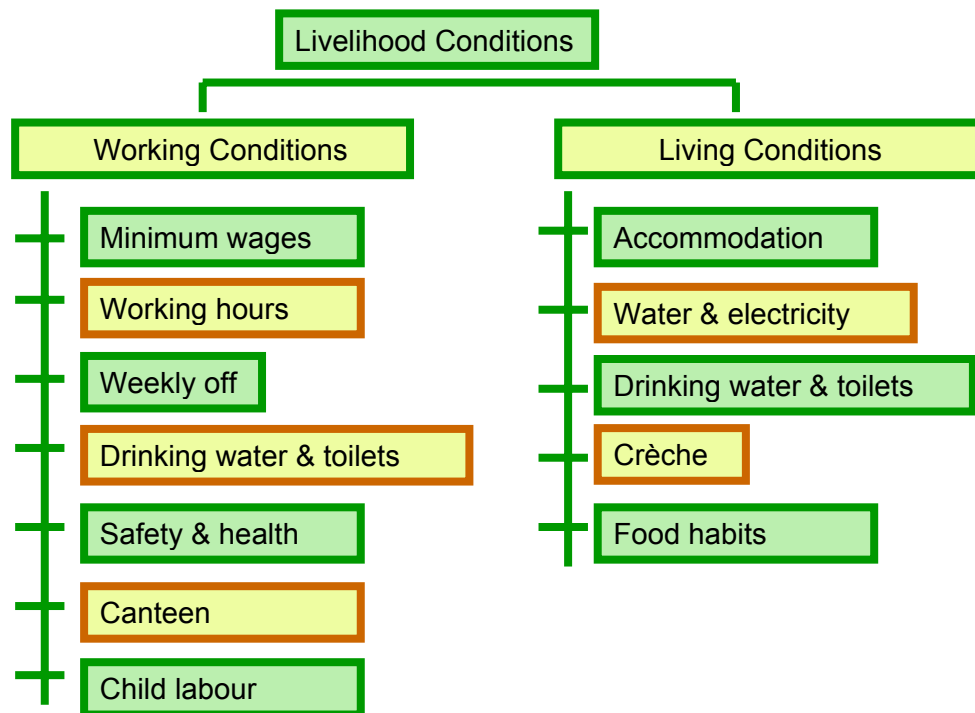 Livelihood Conditions
Working Conditions
Minimum wages
Working hours
Weekly off
Drinking water & toilets
Safety & health
Canteen
Child labour
Living Conditions
Accommodation
Water & electricity
Drinking water & toilets
Crèche
Food habits